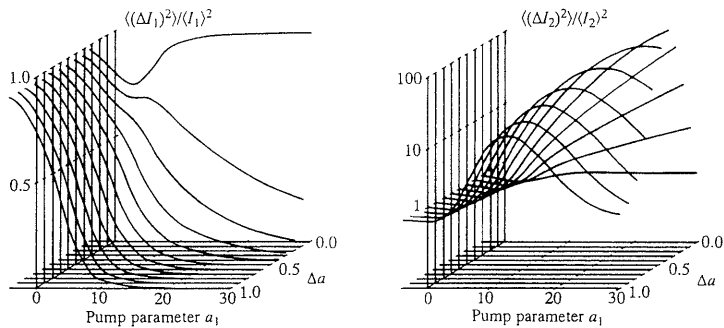 ⟨(ΔI₁)²⟩/⟨I₁⟩²
1.0
0.5
0.0
0.5
1.0
Δa
0 10 20 30
Pump parameter a₁
⟨(ΔI₂)²⟩/⟨I₂⟩²
100
10
1
0.0
0.5
1.0
Δa
0 10 20 30
Pump parameter a₁